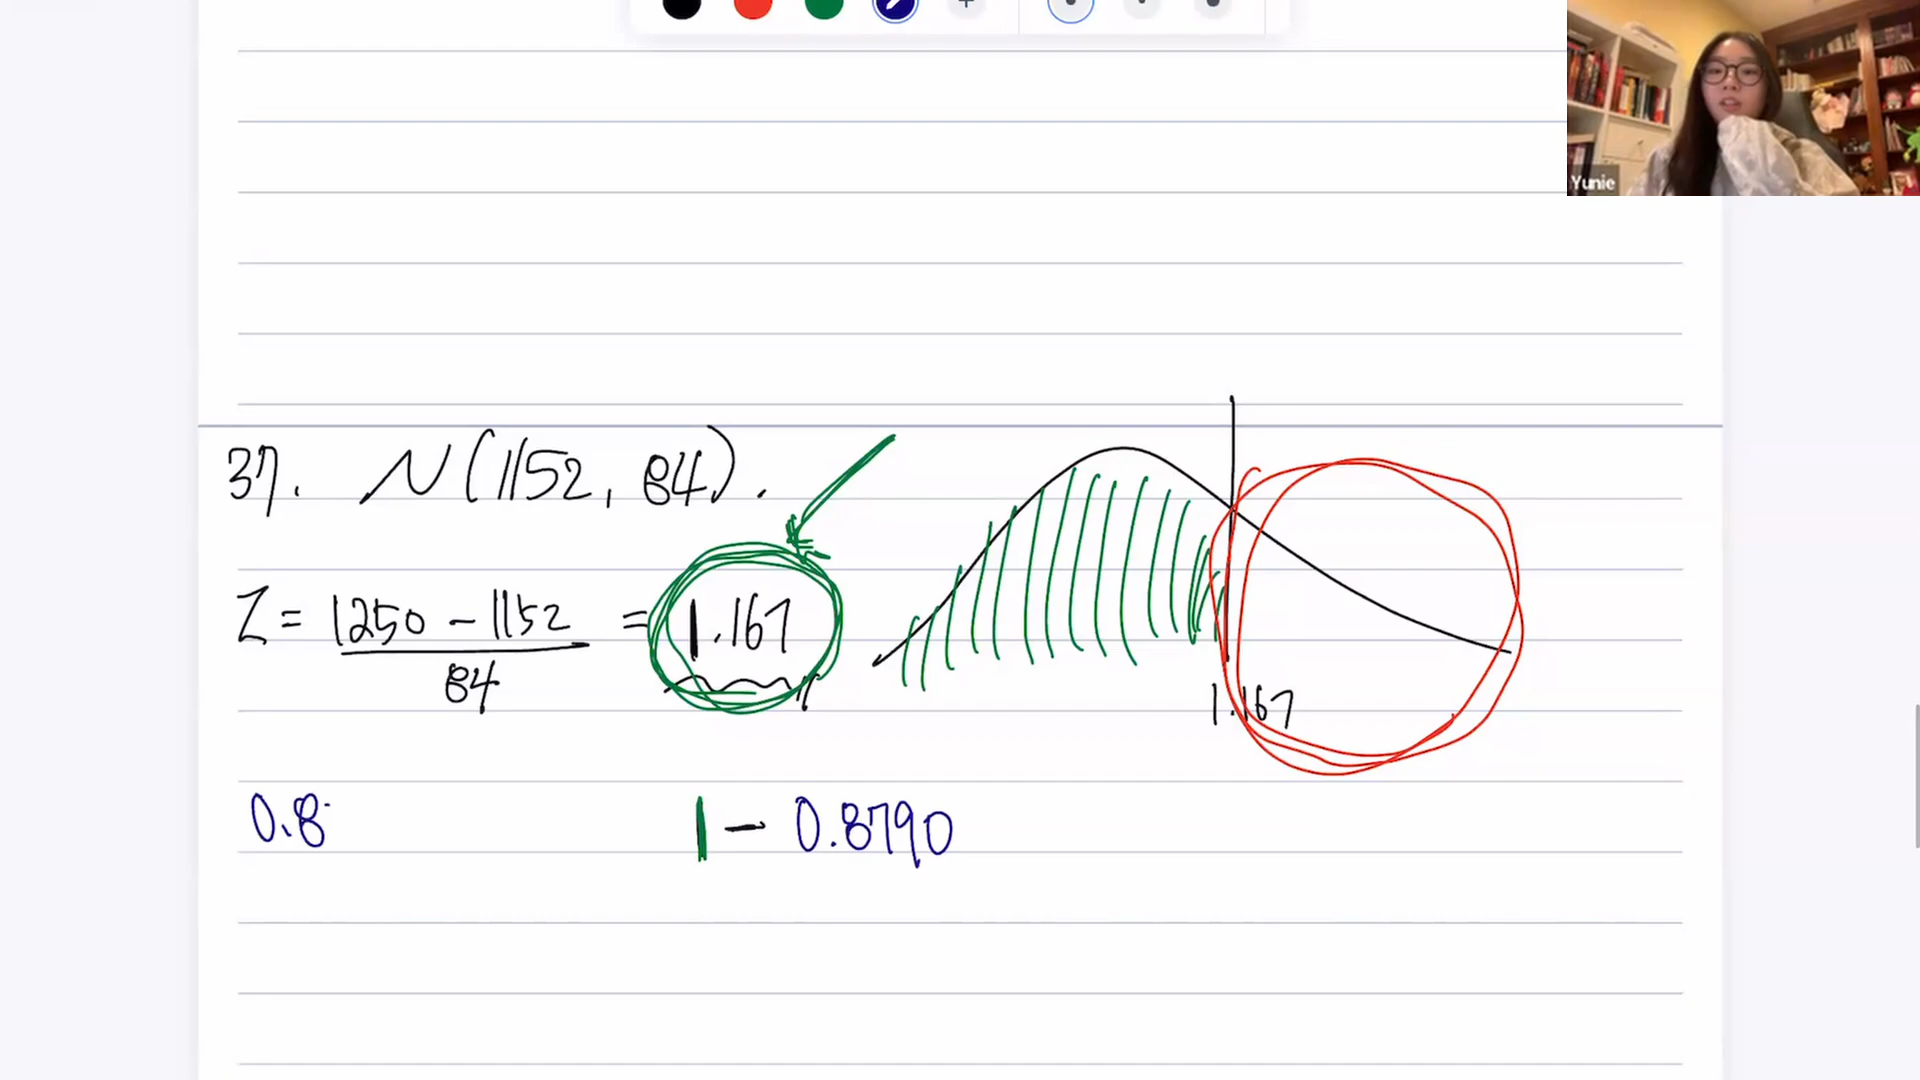 Yunie
37. N(1152, 84).
Z = 1250 - 1152 / 84 = 1.167
1.167
0.8
1 - 0.8790